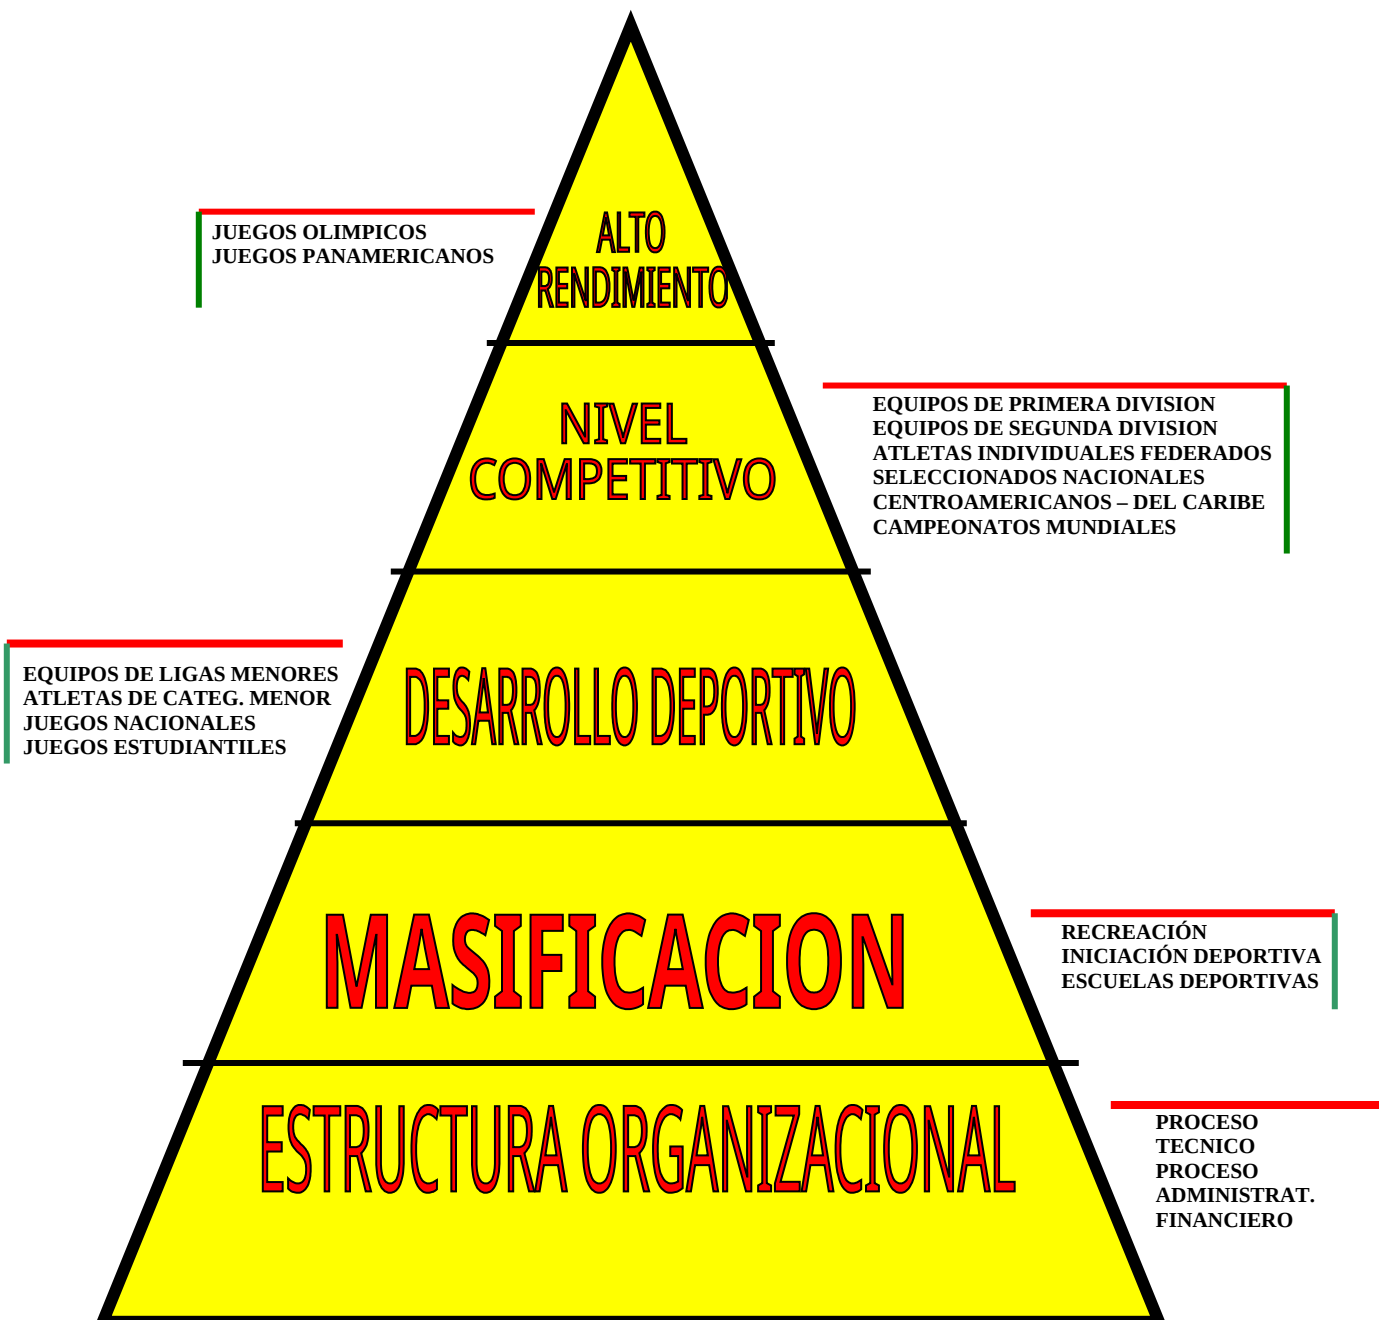 JUEGOS OLIMPICOS
JUEGOS PANAMERICANOS
ALTO
RENDIMIENTO
NIVEL
COMPETITIVO
EQUIPOS DE PRIMERA DIVISION
EQUIPOS DE SEGUNDA DIVISION
ATLETAS INDIVIDUALES FEDERADOS
SELECCIONADOS NACIONALES
CENTROAMERICANOS – DEL CARIBE
CAMPEONATOS MUNDIALES
EQUIPOS DE LIGAS MENORES
ATLETAS DE CATEG. MENOR
JUEGOS NACIONALES
JUEGOS ESTUDIANTILES
DESARROLLO DEPORTIVO
MASIFICACION
RECREACIÓN
INICIACIÓN DEPORTIVA
ESCUELAS DEPORTIVAS
ESTRUCTURA ORGANIZACIONAL
PROCESO
TECNICO
PROCESO
ADMINISTRAT.
FINANCIERO